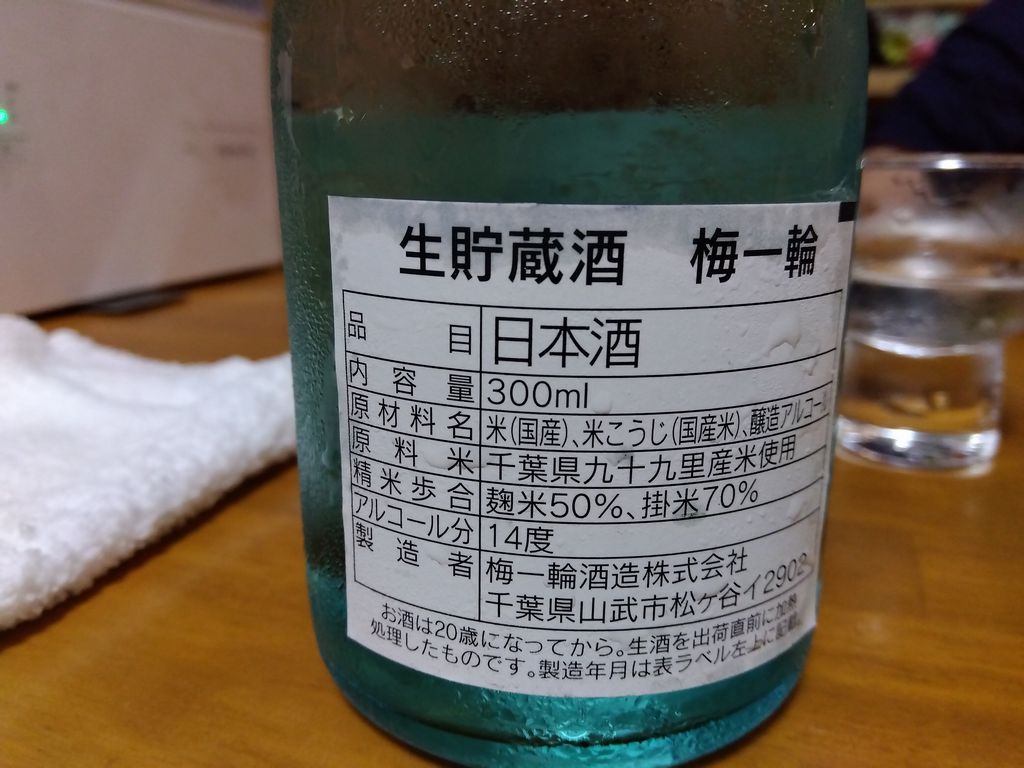 生貯蔵酒 梅一輪
品目 日本酒
内容量 300ml
原材料名 米(国産)、米こうじ(国産米)、醸造アルコール
原料米 千葉県九十九里産米使用
精米歩合 麹米50%、掛米70%
アルコール分 14度
製造者 梅一輪酒造株式会社
千葉県山武市松ヶ谷イ2902
お酒は20歳になってから。生酒を出荷直前に加熱
処理したものです。製造年月は表ラベル左上に記載。